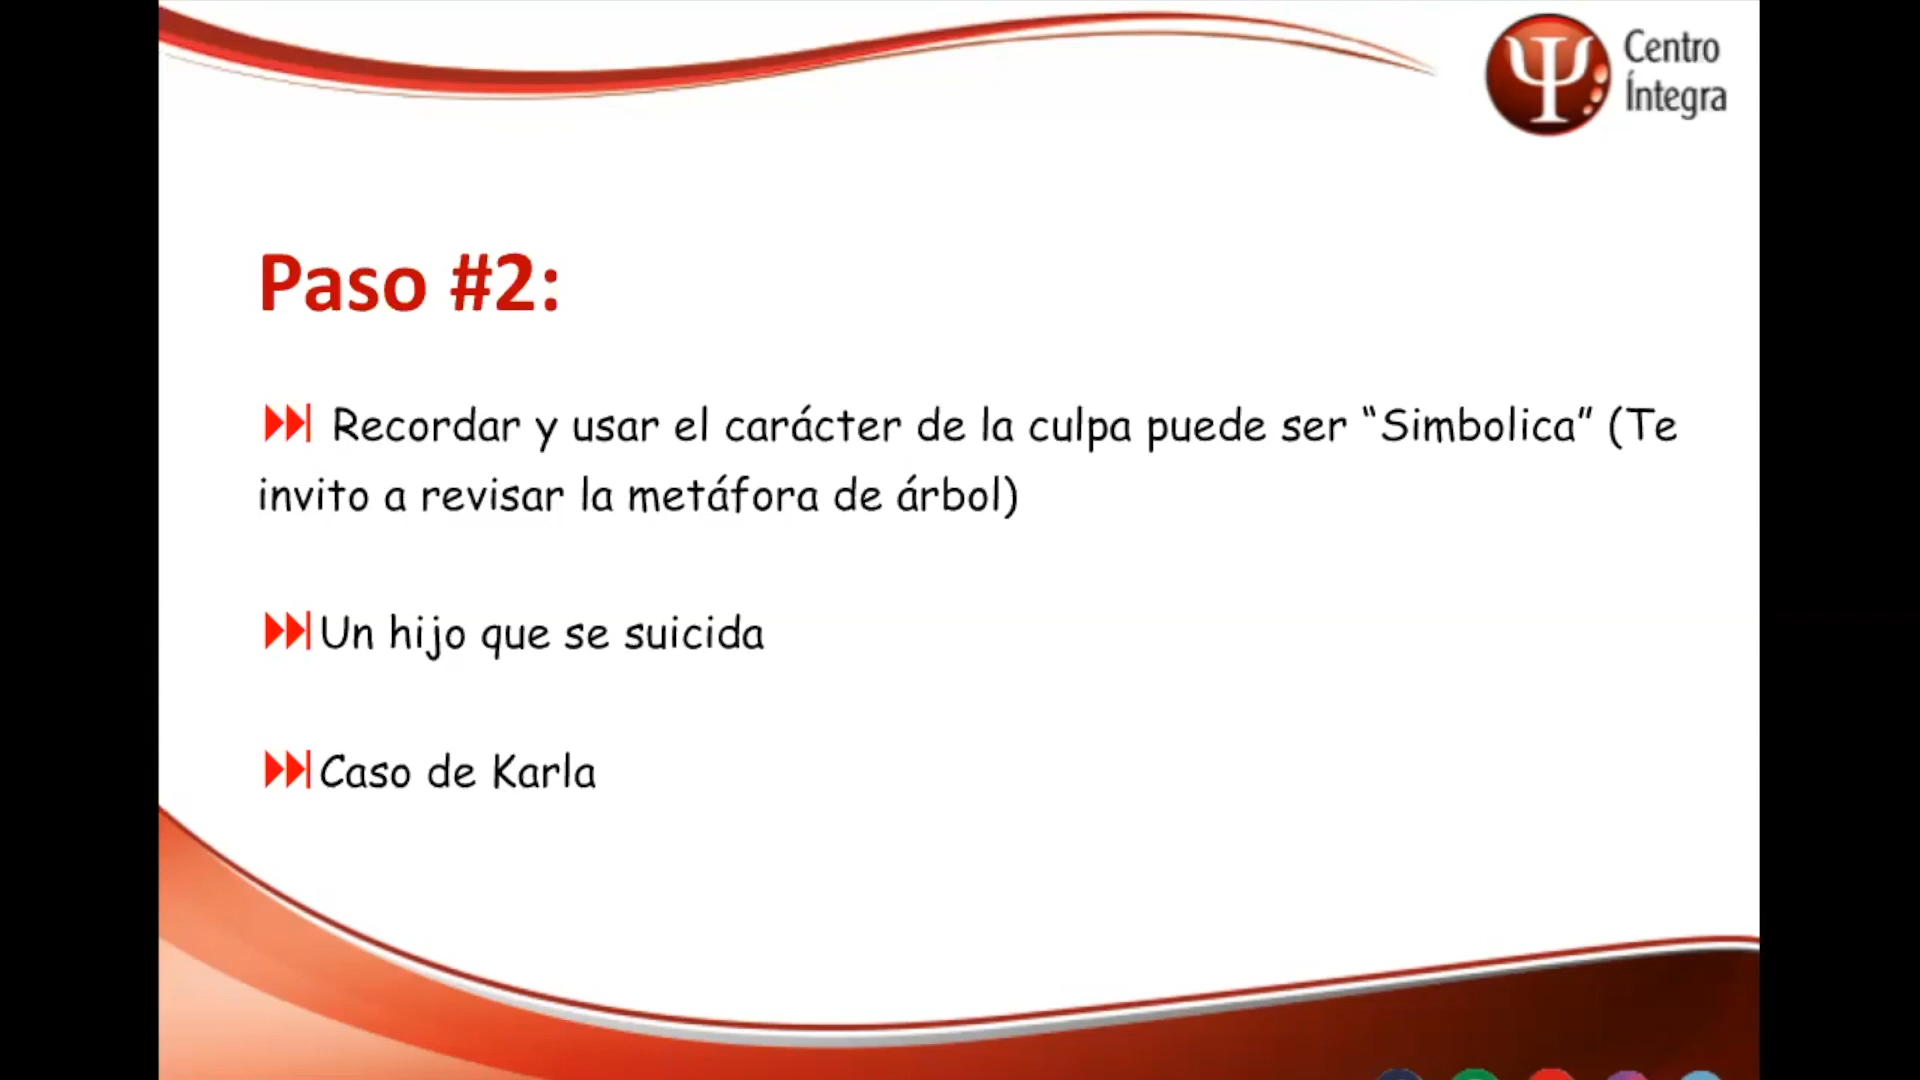 Centro
Íntegra
Paso #2:
Recordar y usar el carácter de la culpa puede ser “Simbolica” (Te
invito a revisar la metáfora de árbol)
Un hijo que se suicida
Caso de Karla